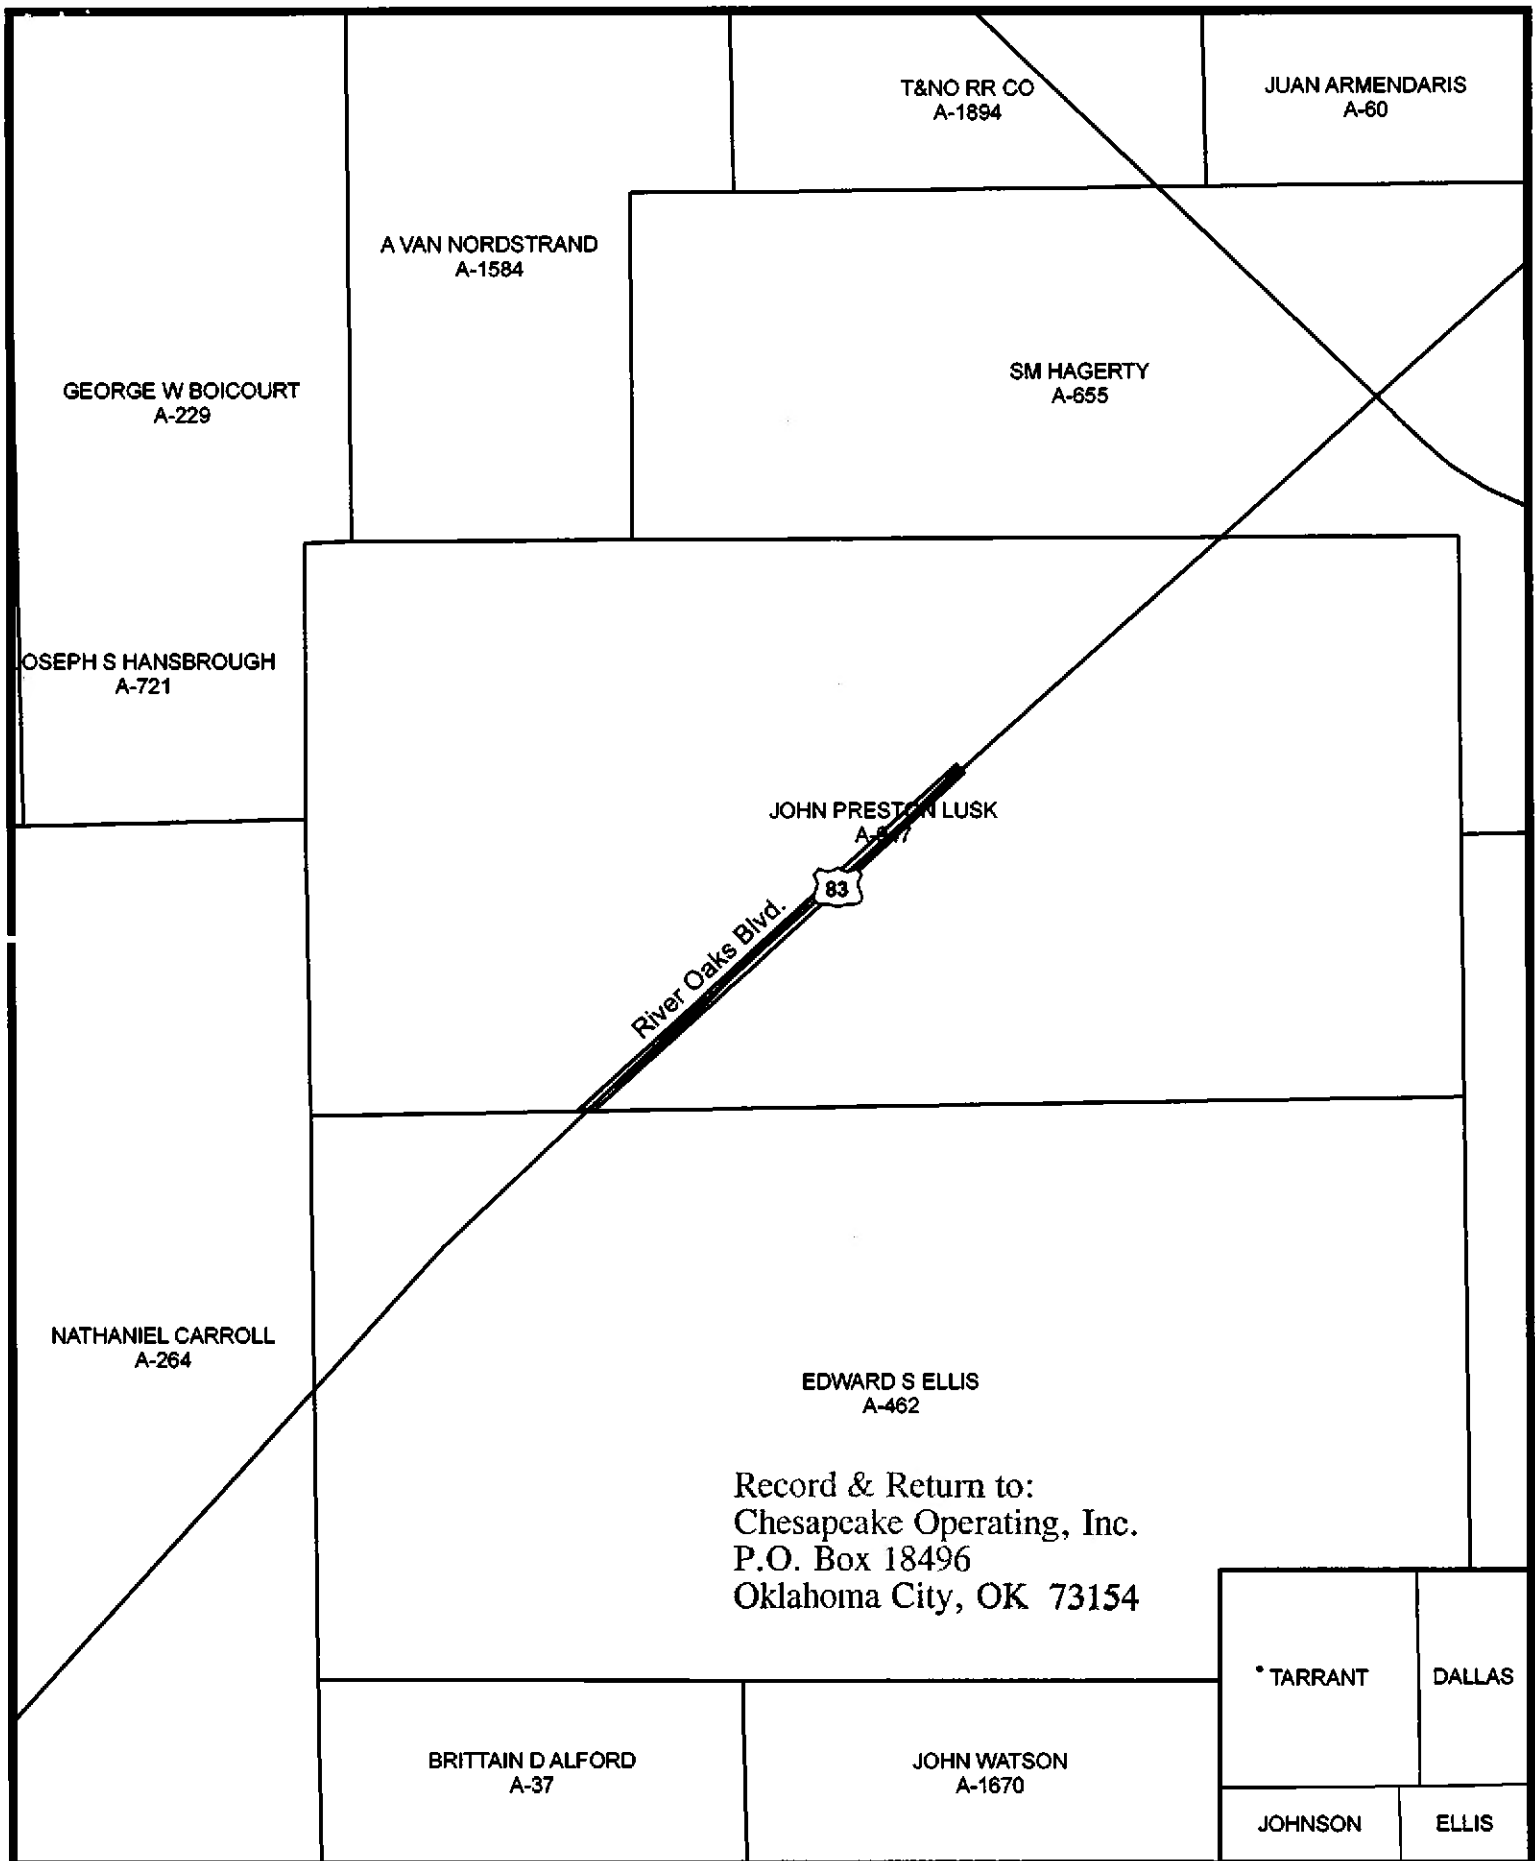 T&NO RR CO
A-1894
JUAN ARMENDARIS
A-60
A VAN NORDSTRAND
A-1584
GEORGE W BOICOURT
A-229
SM HAGERTY
A-655
OSEPH S HANSBROUGH
A-721
JOHN PRESTON LUSK
83
River Oaks Blvd.
NATHANIEL CARROLL
A-264
EDWARD S ELLIS
A-462
Record & Return to:
Chesapeake Operating, Inc.
P.O. Box 18496
Oklahoma City, OK 73154
TARRANT
DALLAS
BRITTAIN D ALFORD
A-37
JOHN WATSON
A-1670
JOHNSON
ELLIS